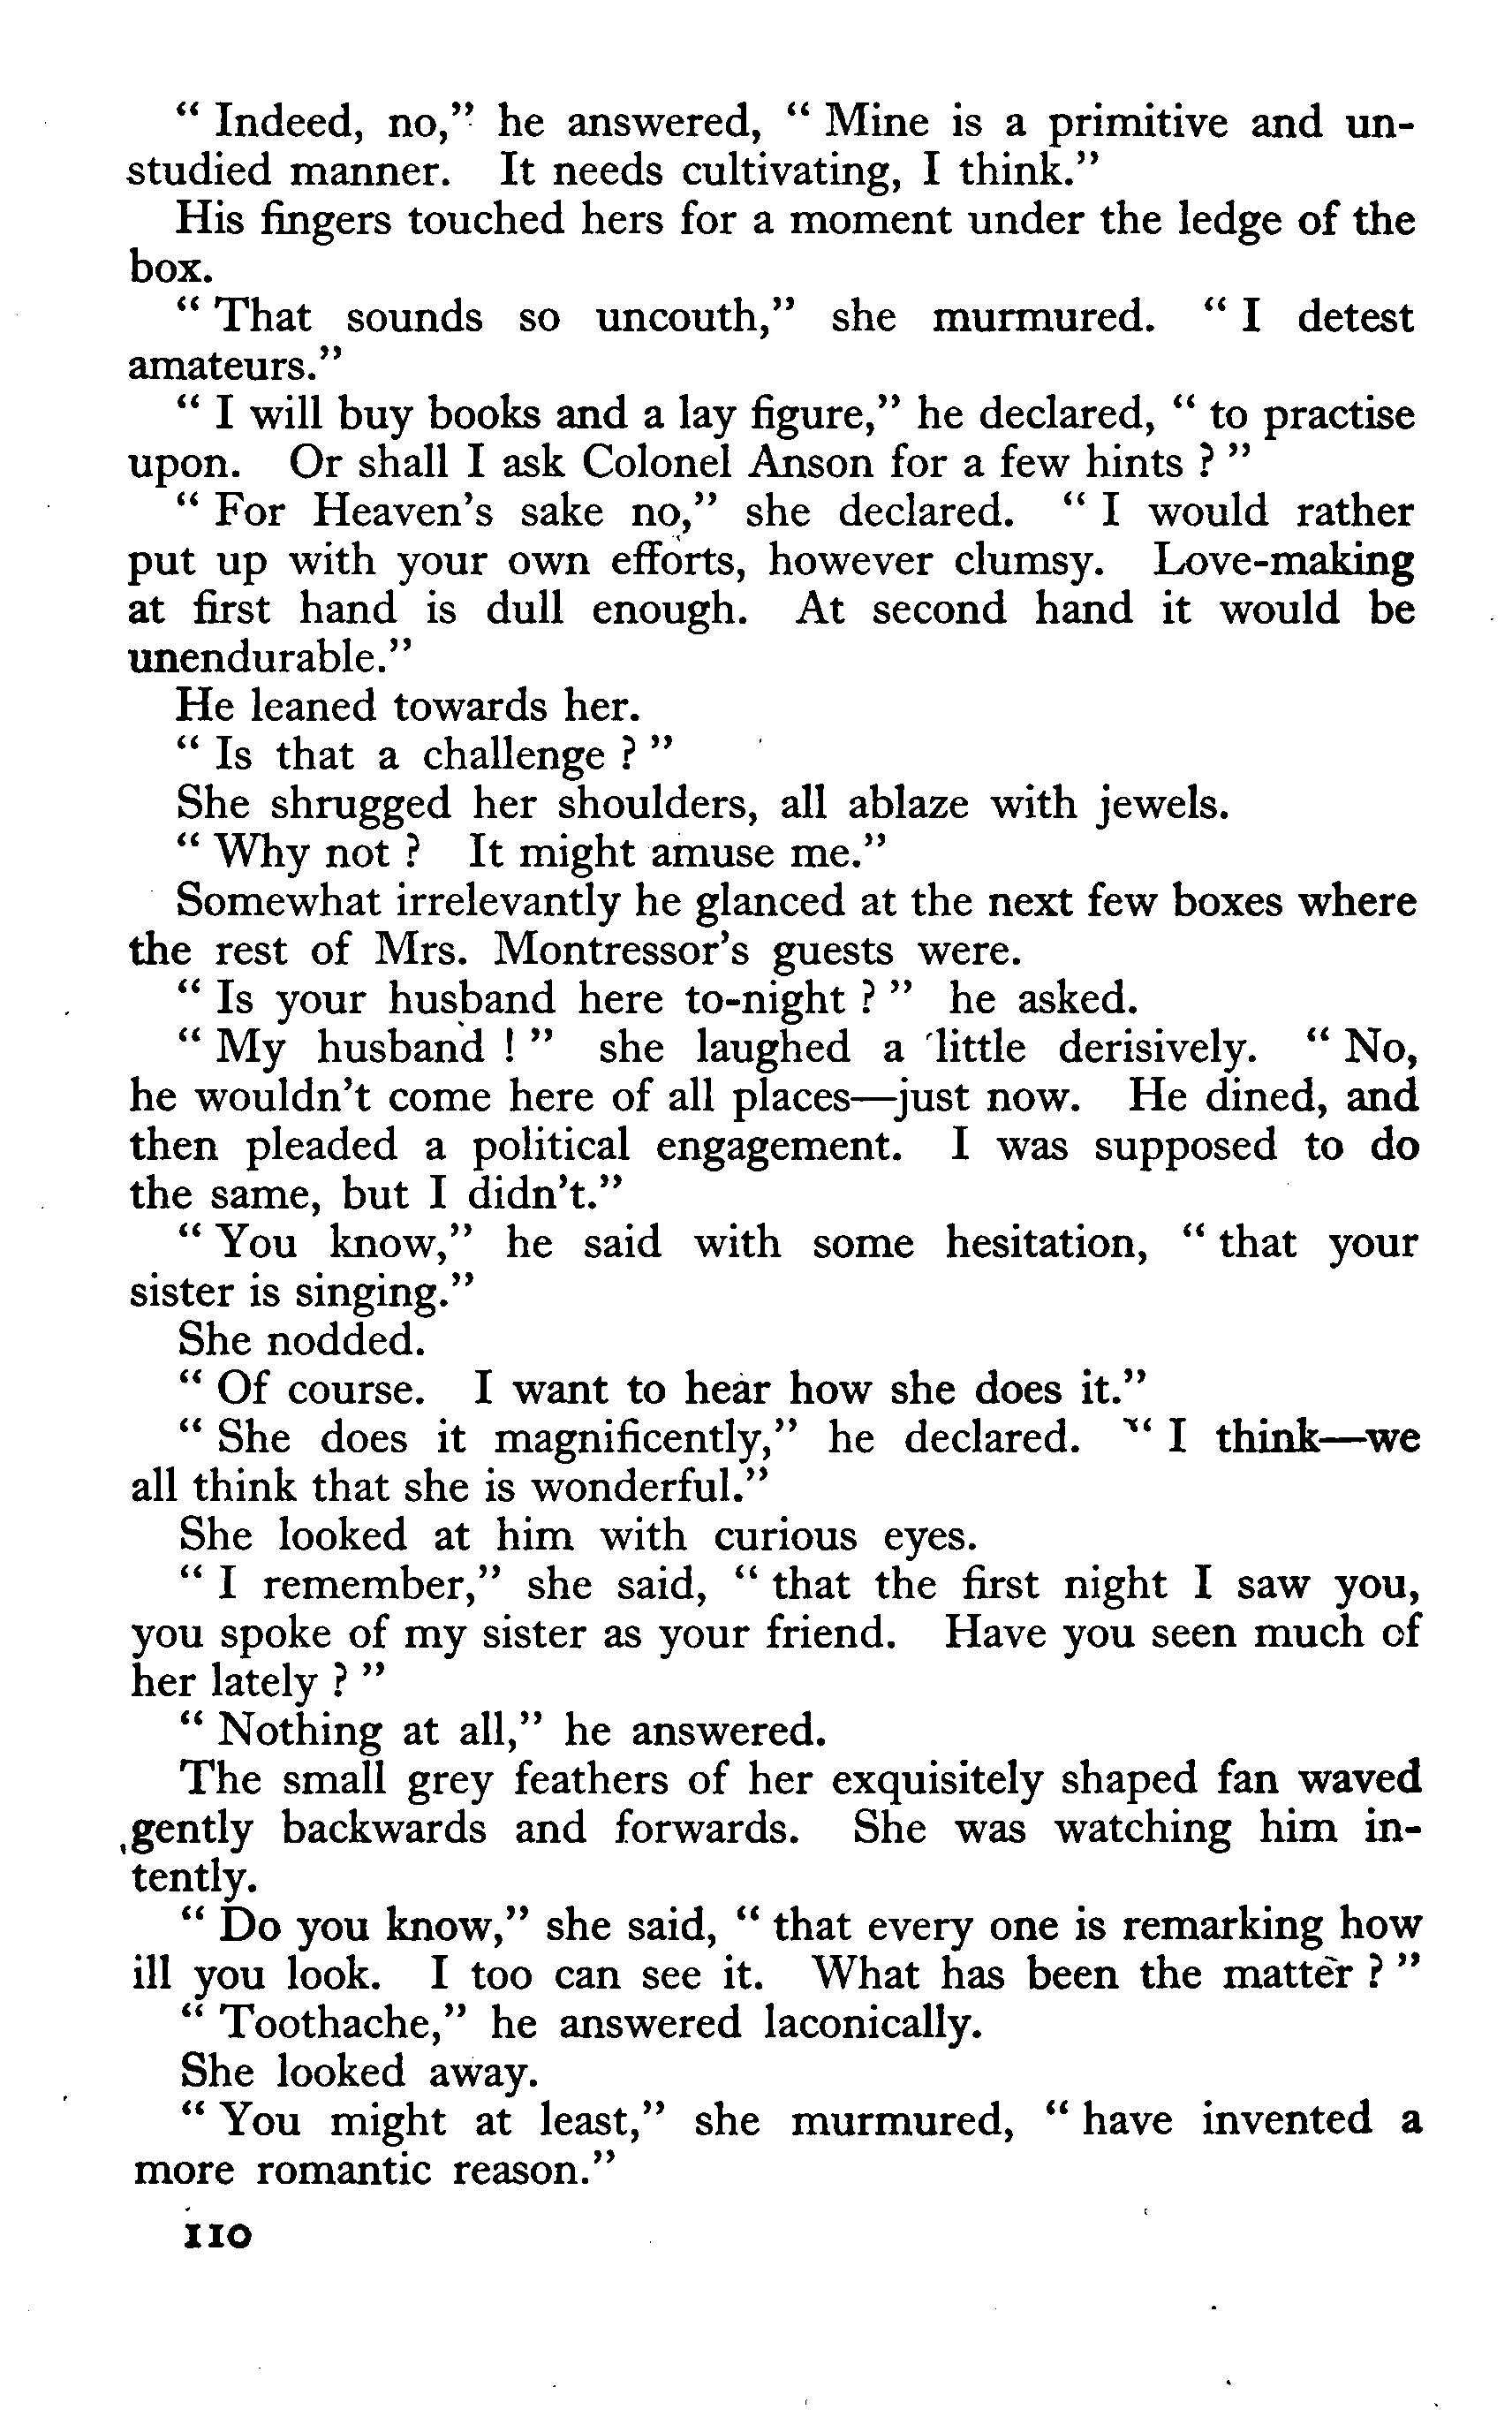 “ Indeed, no,” he answered, “ Mine is a primitive and un-
studied manner. It needs cultivating, I think.”
His fingers touched hers for a moment under the ledge of the
box.
“ That sounds so uncouth,” she murmured. “ I detest
amateurs.”
“ I will buy books and a lay figure,” he declared, “ to practise
upon. Or shall I ask Colonel Anson for a few hints ? ”
“ For Heaven’s sake no,” she declared. “ I would rather
put up with your own efforts, however clumsy. Love-making
at first hand is dull enough. At second hand it would be
unendurable.”
He leaned towards her.
“ Is that a challenge ? ”
She shrugged her shoulders, all ablaze with jewels.
“ Why not ? It might amuse me.”
Somewhat irrelevantly he glanced at the next few boxes where
the rest of Mrs. Montressor’s guests were.
“ Is your husband here to-night ? ” he asked.
“ My husband ! ” she laughed a little derisively. “ No,
he wouldn’t come here of all places—just now. He dined, and
then pleaded a political engagement. I was supposed to do
the same, but I didn’t.”
“ You know,” he said with some hesitation, “ that your
sister is singing.”
She nodded.
“ Of course. I want to hear how she does it.”
“ She does it magnificently,” he declared. “ I think—we
all think that she is wonderful.”
She looked at him with curious eyes.
“ I remember,” she said, “ that the first night I saw you,
you spoke of my sister as your friend. Have you seen much of
her lately ? ”
“ Nothing at all,” he answered.
The small grey feathers of her exquisitely shaped fan waved
gently backwards and forwards. She was watching him in-
tently.
“ Do you know,” she said, “ that every one is remarking how
ill you look. I too can see it. What has been the matter ? ”
“ Toothache,” he answered laconically.
She looked away.
“ You might at least,” she murmured, “ have invented a
more romantic reason.”
110